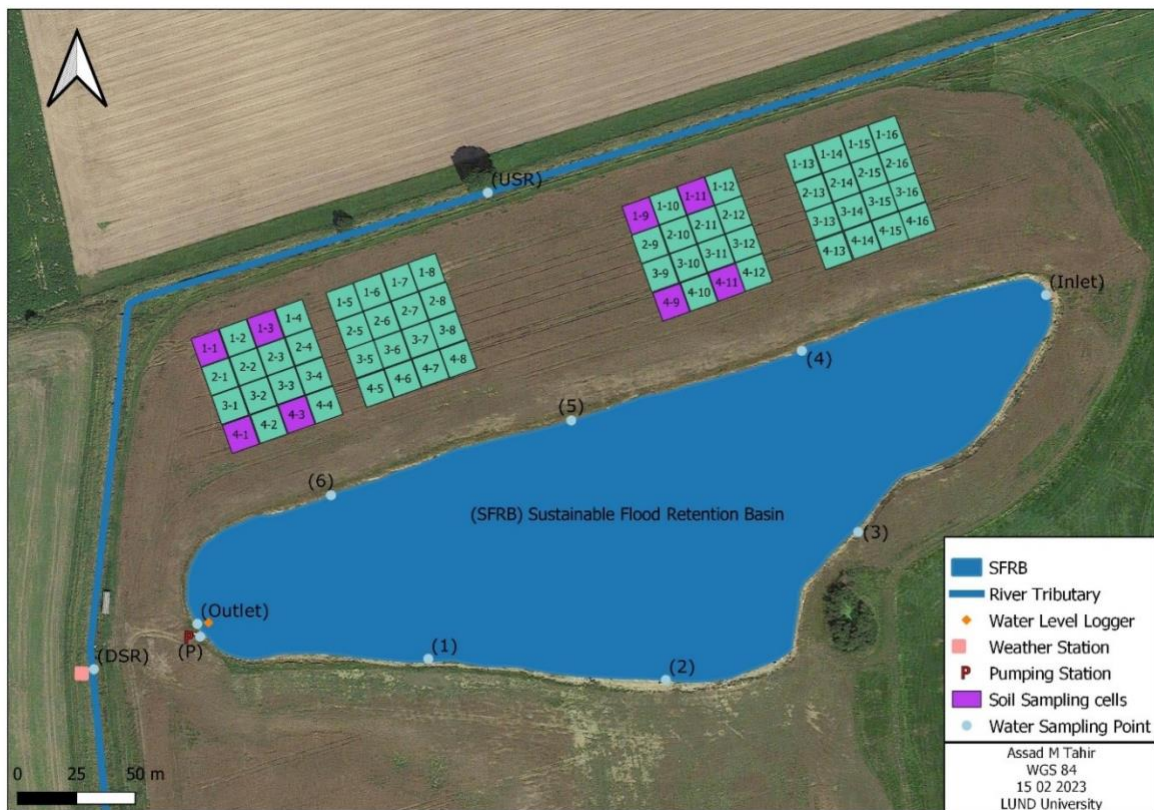 (USR)
1-13 1-14 1-15 1-16
2-13 2-14 2-15 2-16
3-13 3-14 3-15 3-16
4-13 4-14 4-15 4-16
1-9 1-10 1-11 1-12
2-9 2-10 2-11 2-12
3-9 3-10 3-11 3-12
4-9 4-10 4-11 4-12
1-5 1-6 1-7 1-8
2-5 2-6 2-7 2-8
3-5 3-6 3-7 3-8
4-5 4-6 4-7 4-8
1-1 1-2 1-3 1-4
2-1 2-2 2-3 2-4
3-1 3-2 3-3 3-4
4-1 4-2 4-3 4-4
(Inlet)
(4)
(5)
(6)
(SFRB) Sustainable Flood Retention Basin
(3)
(Outlet)
P
(P)
(DSR)
(1)
(2)
SFRB
River Tributary
Water Level Logger
Weather Station
P Pumping Station
Soil Sampling cells
Water Sampling Point
Assad M Tahir
WGS 84
15 02 2023
LUND University
0 25 50 m